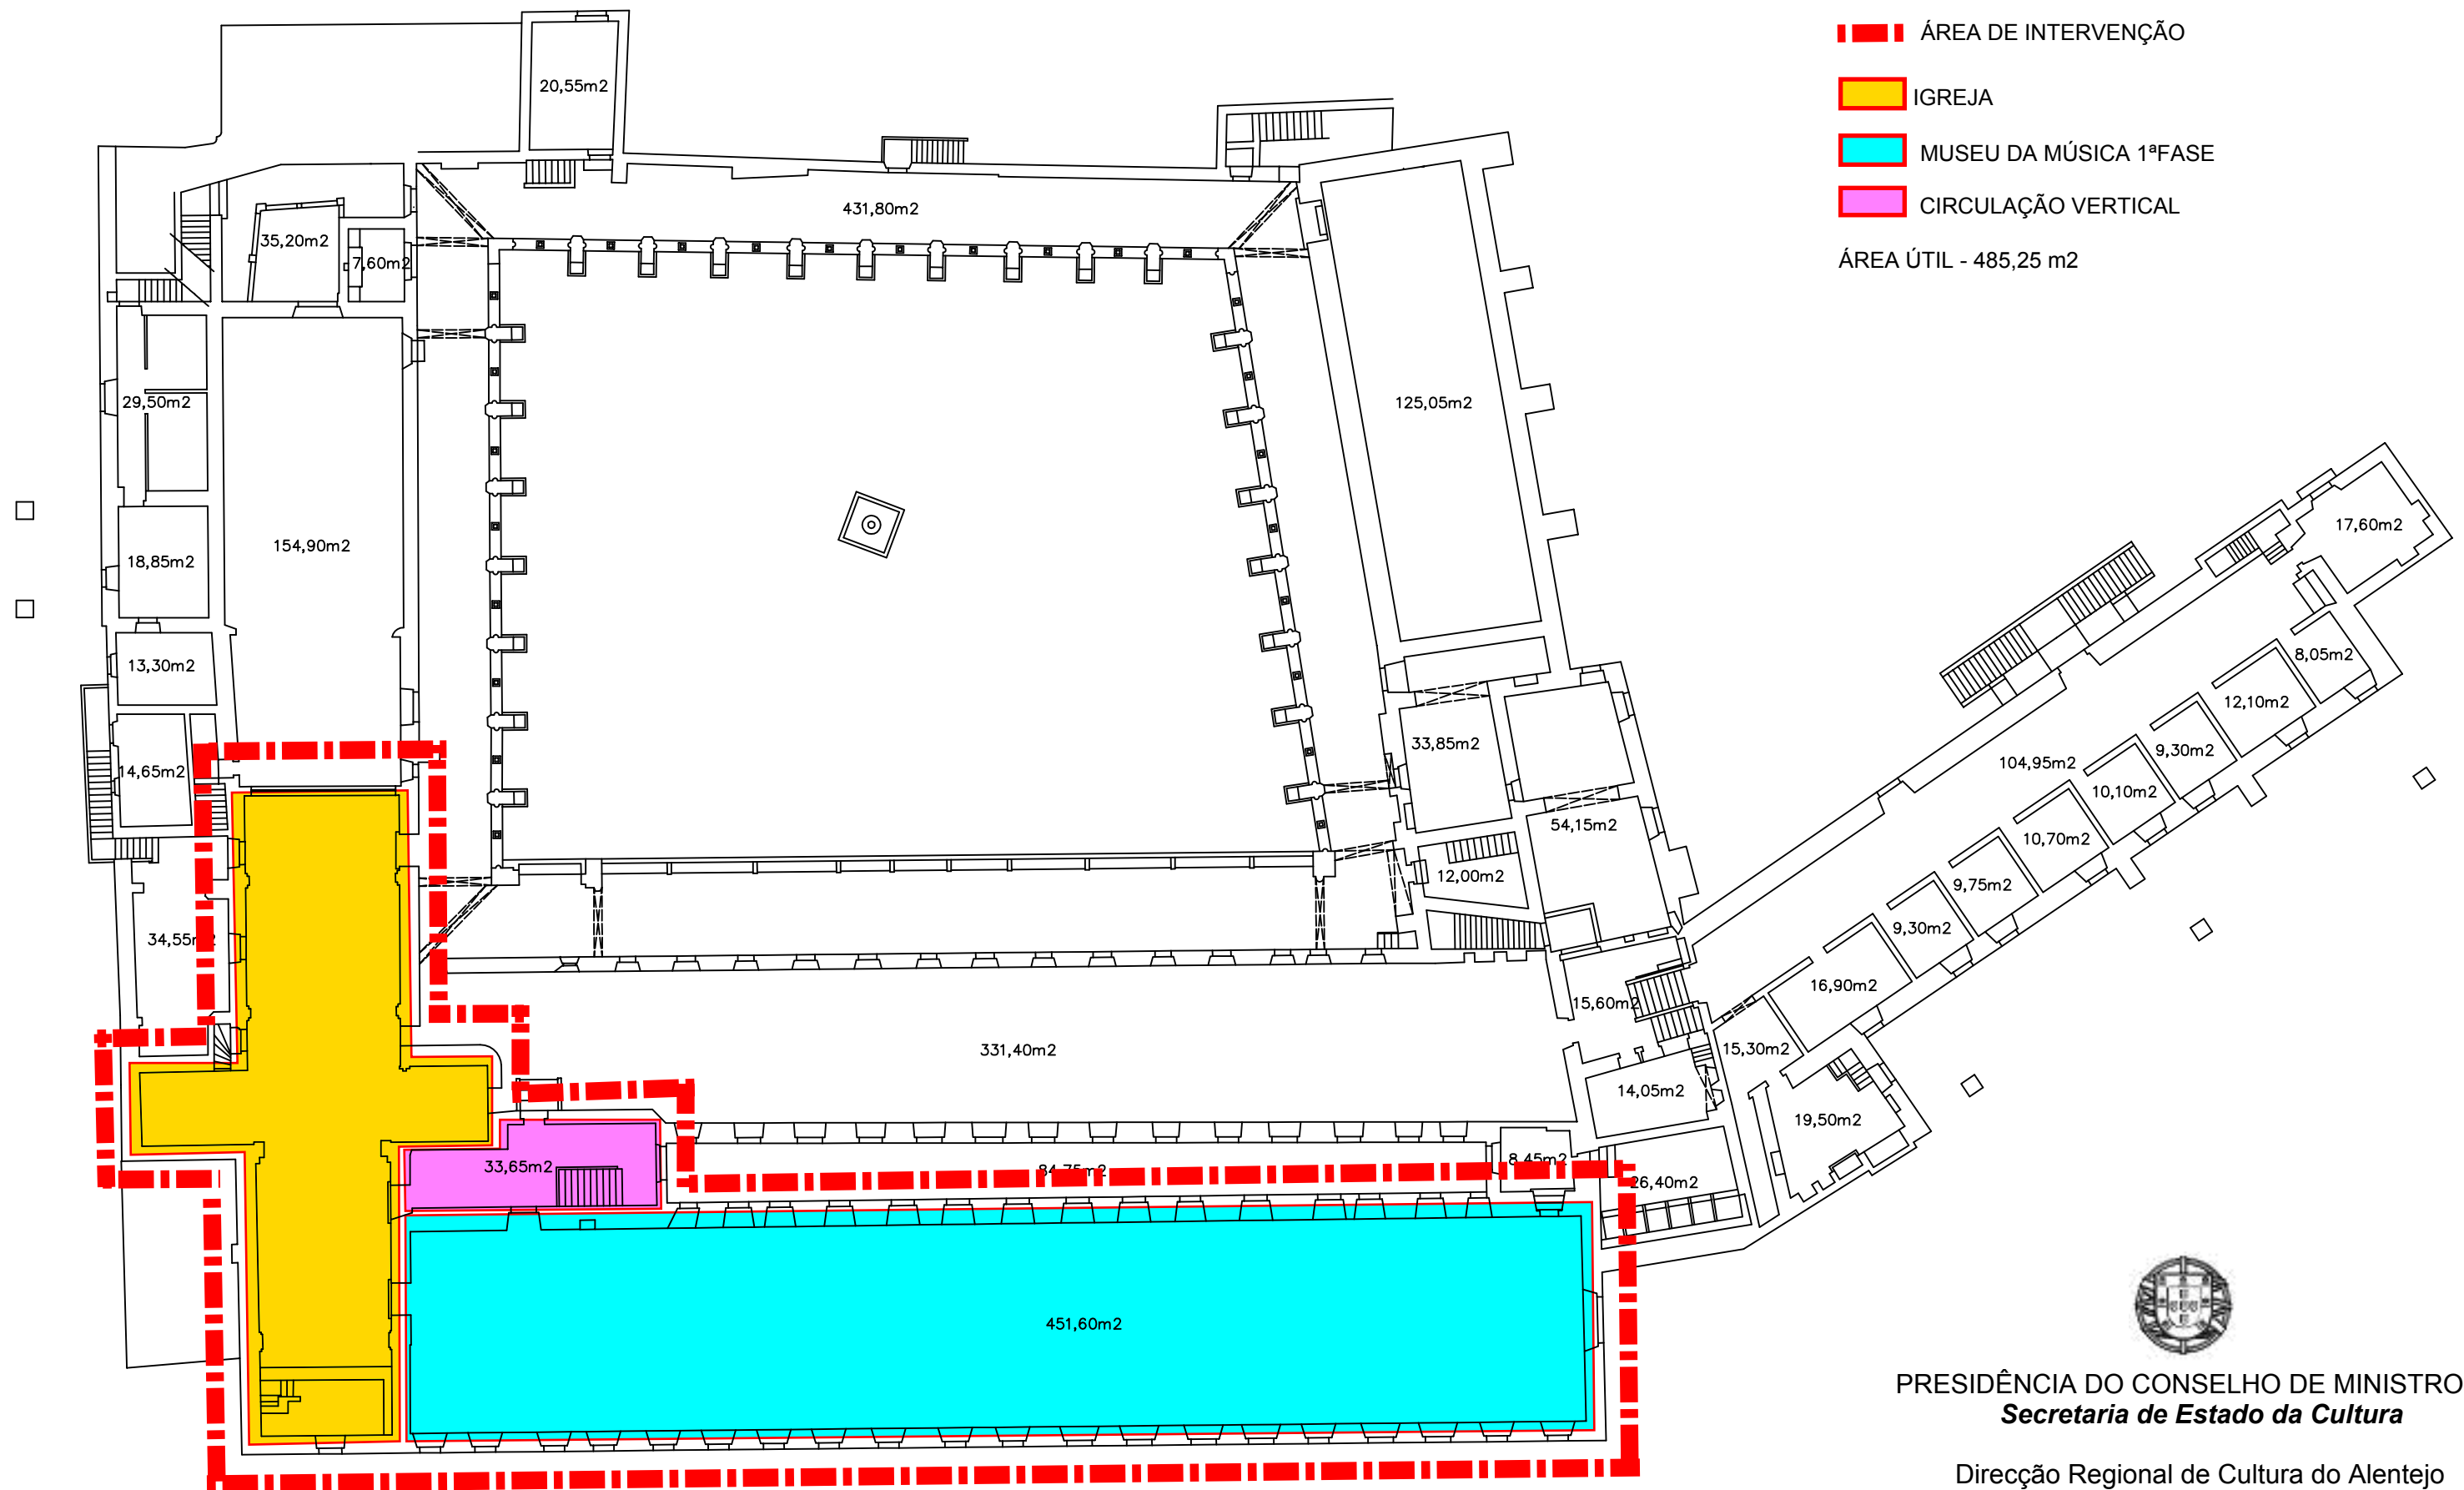 ÁREA DE INTERVENÇÃO
IGREJA
MUSEU DA MÚSICA 1ªFASE
CIRCULAÇÃO VERTICAL
ÁREA ÚTIL - 485,25 m2
20,55m2
431,80m2
35,20m2
7,60m2
29,50m2
125,05m2
154,90m2
18,85m2
17,60m2
13,30m2
8,05m2
12,10m2
14,65m2
33,85m2
9,30m2
104,95m2
10,10m2
54,15m2
10,70m2
12,00m2
9,75m2
34,55m2
9,30m2
16,90m2
15,60m2
331,40m2
15,30m2
14,05m2
19,50m2
33,65m2
84,75m2
8,45m2
26,40m2
451,60m2
PRESIDÊNCIA DO CONSELHO DE MINISTRO
Secretaria de Estado da Cultura
Direcção Regional de Cultura do Alentejo